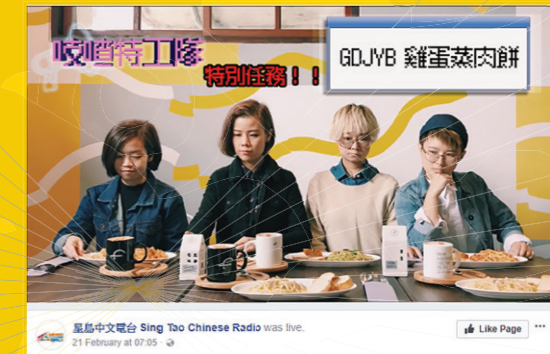 咬噹特工隊
特別任務！！
GDJYB 雞蛋蒸肉餅
星島中文電台 Sing Tao Chinese Radio was live.
21 February at 07:05
Like Page